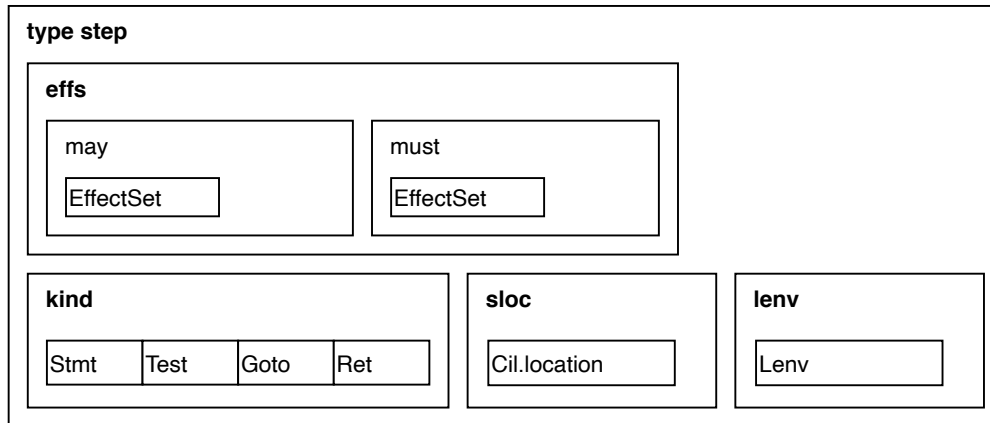 type step
effs
may must
EffectSet EffectSet
kind sloc lenv
Stmt Test Goto Ret Cil.location Lenv